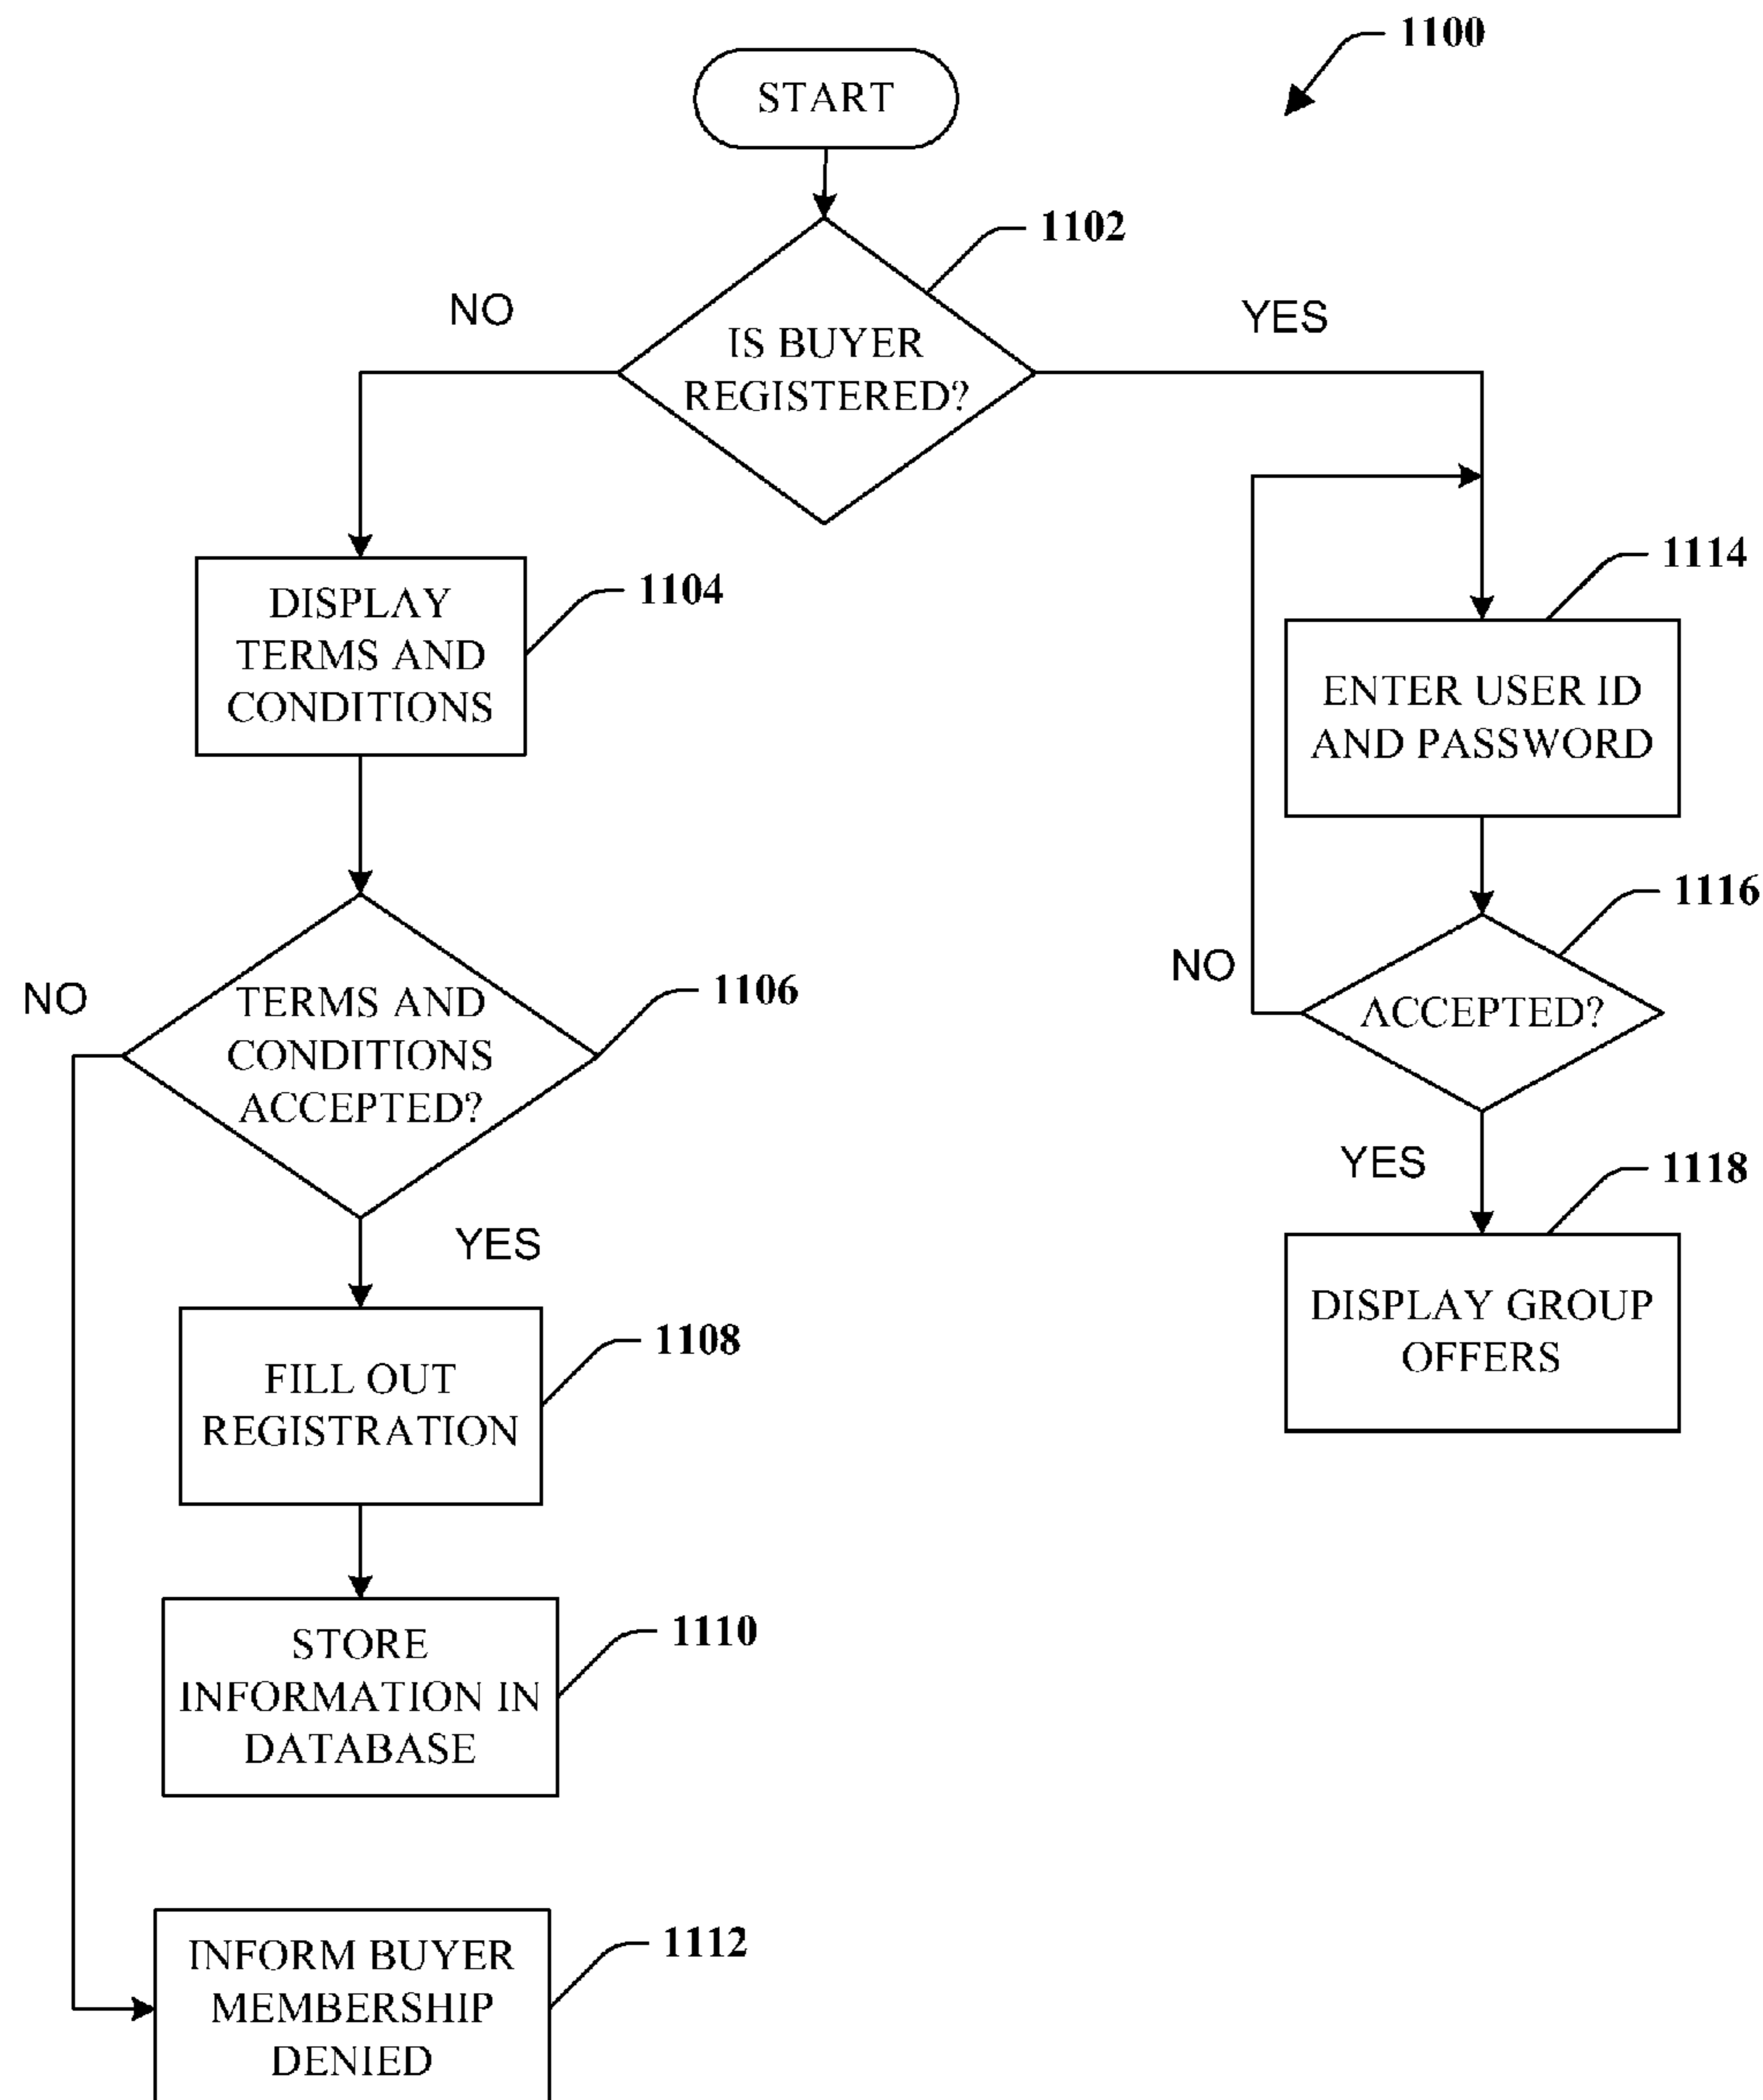 1100
START
1102
NO
YES
IS BUYER
REGISTERED?
1104
DISPLAY
TERMS AND
CONDITIONS
1114
ENTER USER ID
AND PASSWORD
1106
NO
TERMS AND
CONDITIONS
ACCEPTED?
1116
NO
ACCEPTED?
YES
1108
FILL OUT
REGISTRATION
YES
1118
DISPLAY GROUP
OFFERS
1110
STORE
INFORMATION IN
DATABASE
1112
INFORM BUYER
MEMBERSHIP
DENIED